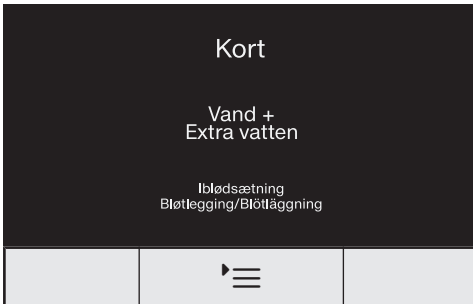 Kort
Vand +
Extra vatten
Iblødsætning
Bløtlegging/Blötläggning